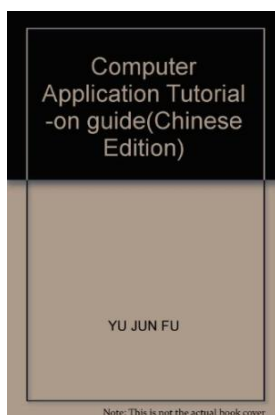 Computer
Application Tutorial
-on guide(Chinese
Edition)
YU JUN FU
Note: This is not the actual book cover